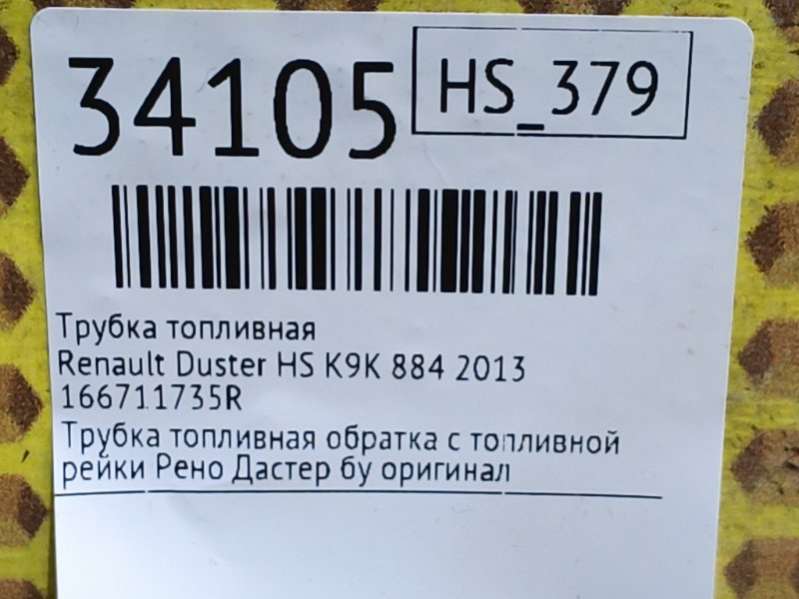 34105
HS_379
Трубка топливная
Renault Duster HS K9K 884 2013
166711735R
Трубка топливная обратка с топливной
рейки Рено Дастер бу оригинал